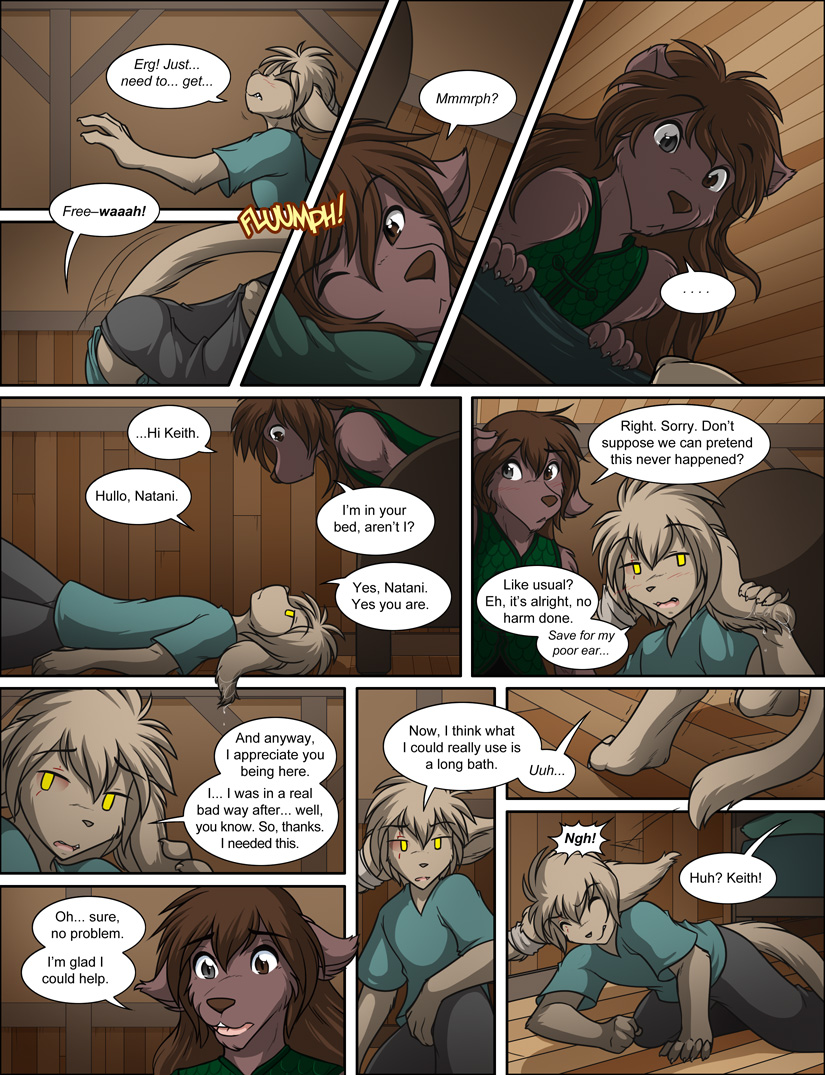 Erg! Just...
need to... get...
Free–waaah!
FLUUMPH!
Mmmrph?
. . . .
...Hi Keith.
Hullo, Natani.
I'm in your
bed, aren't I?
Yes, Natani.
Yes you are.
Right. Sorry. Don't
suppose we can pretend
this never happened?
Like usual?
Eh, it's alright, no
harm done.
Save for my
poor ear...
And anyway,
I appreciate you
being here.
I... I was in a real
bad way after... well,
you know. So, thanks.
I needed this.
Oh... sure,
no problem.
I'm glad I
could help.
Now, I think what
I could really use is
a long bath.
Uuh...
Ngh!
Huh? Keith!